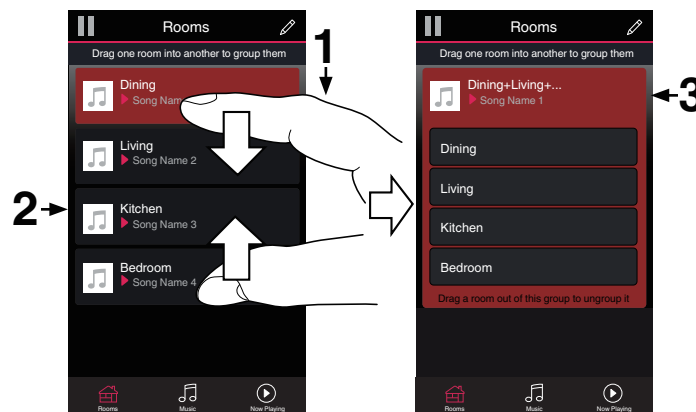 Rooms
Drag one room into another to group them
1
Dining
Song Nam
Living
Song Name 2
2
Kitchen
Song Name 3
Bedroom
Song Name 4
Rooms
Music
Now Playing
Rooms
Drag one room into another to group them
Dining+Living+...
Song Name 1
3
Dining
Living
Kitchen
Bedroom
Drag a room out of this group to ungroup it
Rooms
Music
Now Playing